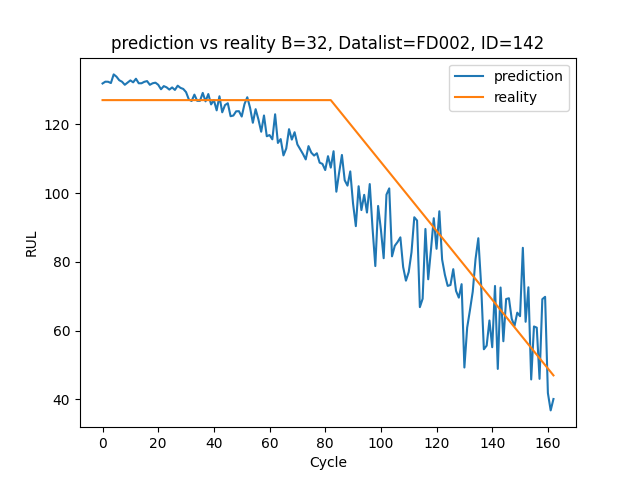 prediction vs reality B=32, Datalist=FD002, ID=142
prediction
reality
RUL
120
100
80
60
40
0 20 40 60 80 100 120 140 160
Cycle